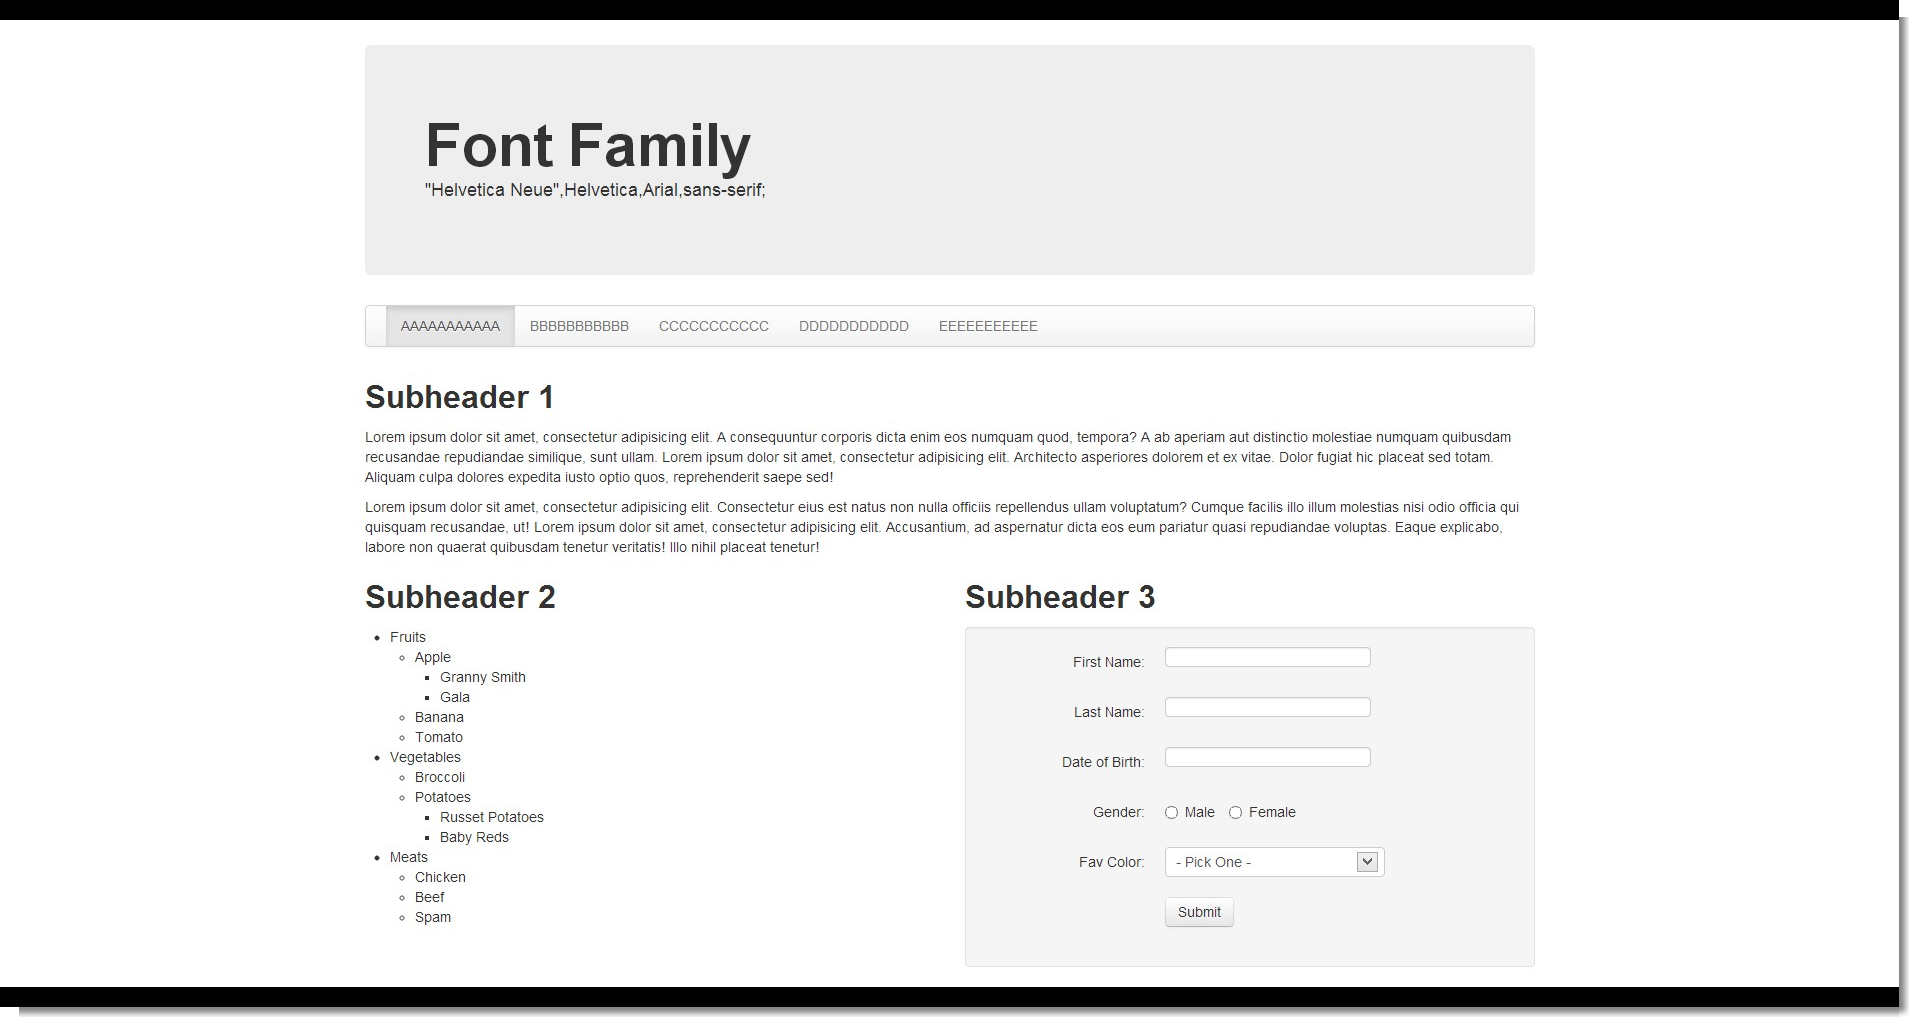 Font Family
"Helvetica Neue",Helvetica,Arial,sans-serif;
AAAAAAAAAAA BBBBBBBBBBB CCCCCCCCCCC DDDDDDDDDDD EEEEEEEEEEE
Subheader 1
Lorem ipsum dolor sit amet, consectetur adipisicing elit. A consequuntur corporis dicta enim eos numquam quod, tempora? A ab aperiam aut distinctio molestiae numquam quibusdam
recusandae repudiandae similique, sunt ullam. Lorem ipsum dolor sit amet, consectetur adipisicing elit. Architecto asperiores dolorem et ex vitae. Dolor fugiat hic placeat sed totam.
Aliquam culpa dolores expedita iusto optio quos, reprehenderit saepe sed!
Lorem ipsum dolor sit amet, consectetur adipisicing elit. Consectetur eius est natus non nulla officiis repellendus ullam voluptatum? Cumque facilis illo illum molestias nisi odio officia qui
quisquam recusandae, ut! Lorem ipsum dolor sit amet, consectetur adipisicing elit. Accusantium, ad aspernatur dicta eos eum pariatur quasi repudiandae voluptas. Eaque explicabo,
labore non quaerat quibusdam tenetur veritatis! Illo nihil placeat tenetur!
Subheader 2
Fruits
Apple
Granny Smith
Gala
Banana
Tomato
Vegetables
Broccoli
Potatoes
Russet Potatoes
Baby Reds
Meats
Chicken
Beef
Spam
Subheader 3
First Name:
Last Name:
Date of Birth:
Gender: Male Female
Fav Color: - Pick One -
Submit